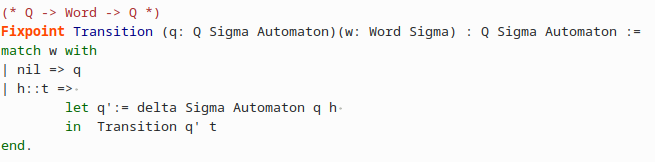 (* Q -> Word -> Q *)
Fixpoint Transition (q: Q Sigma Automaton)(w: Word Sigma) : Q Sigma Automaton :=
match w with
| nil => q
| h::t =>
        let q':= delta Sigma Automaton q h
        in  Transition q' t
end.